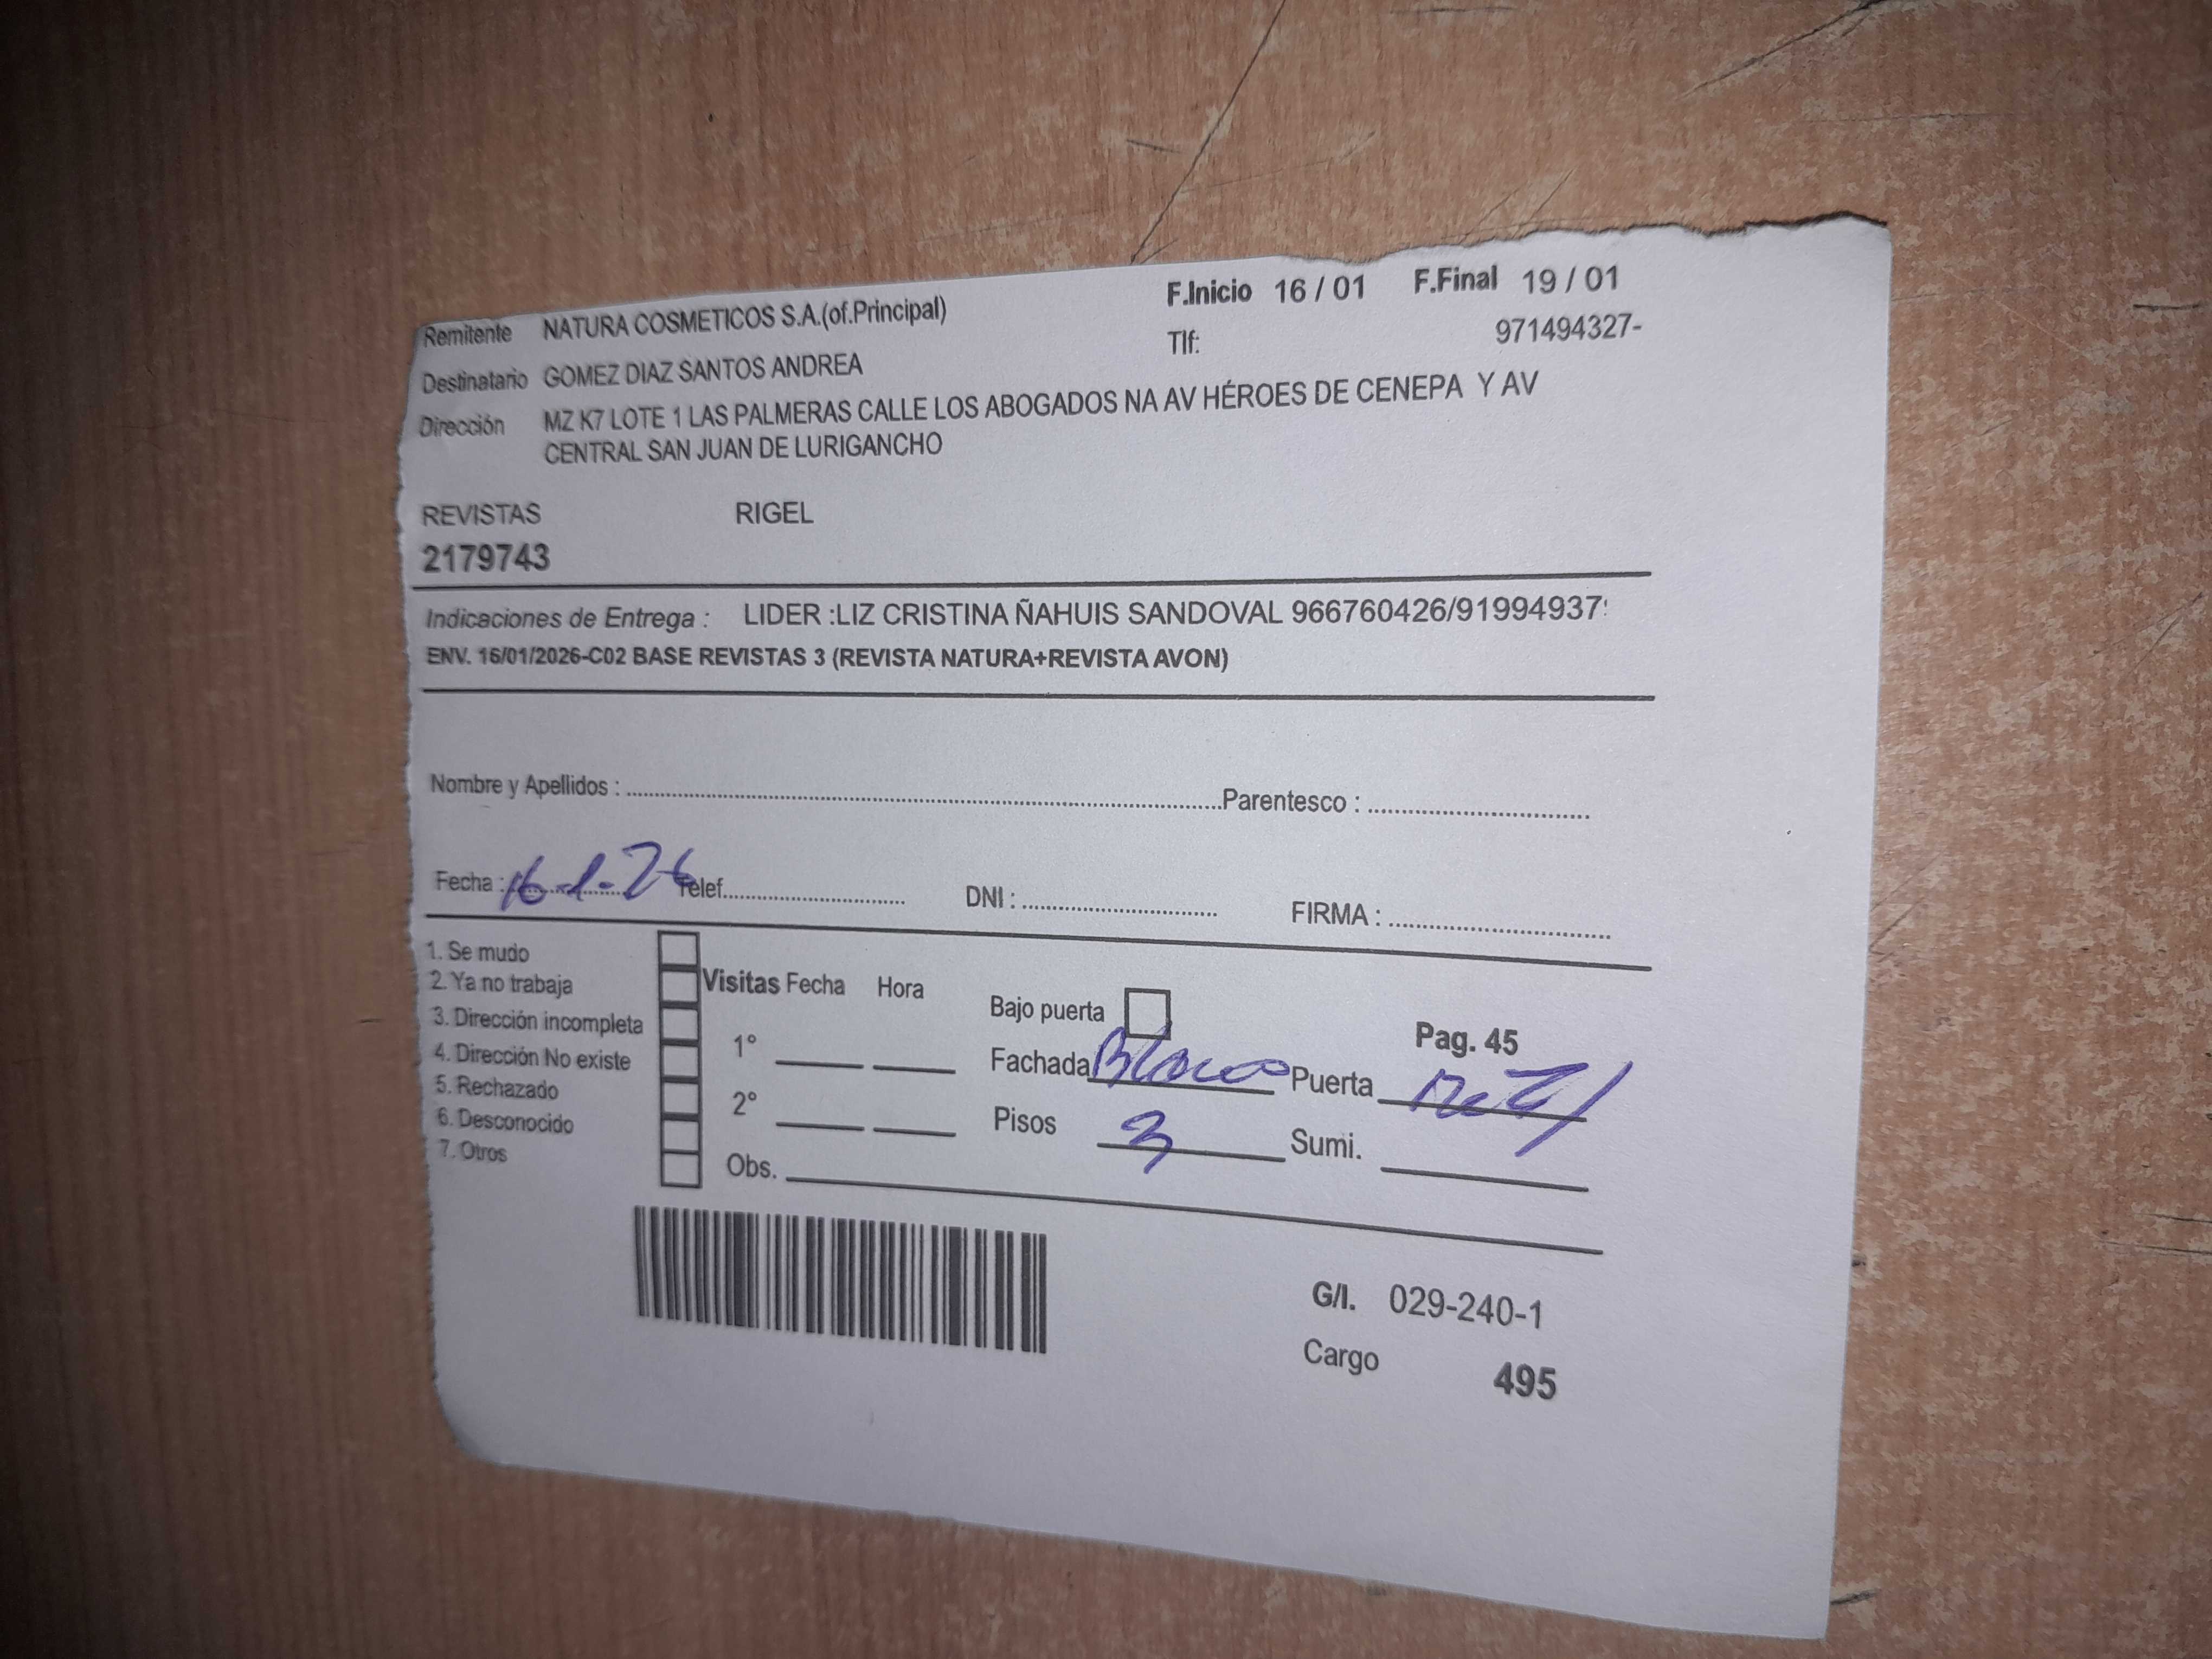 Remitente NATURA COSMETICOS S.A.(of.Principal) F.Inicio 16 / 01 F.Final 19 / 01
Tlf: 971494327-
Destinatario GOMEZ DIAZ SANTOS ANDREA
Dirección MZ K7 LOTE 1 LAS PALMERAS CALLE LOS ABOGADOS NA AV HÉROES DE CENEPA Y AV
CENTRAL SAN JUAN DE LURIGANCHO
REVISTAS RIGEL
2179743
Indicaciones de Entrega : LIDER :LIZ CRISTINA ÑAHUIS SANDOVAL 966760426/91994937
ENV. 16/01/2026-C02 BASE REVISTAS 3 (REVISTA NATURA+REVISTA AVON)
Nombre y Apellidos : Parentesco :
Fecha : 16-1-26 Telef. DNI : FIRMA :
1. Se mudo
2. Ya no trabaja
3. Dirección incompleta
4. Dirección No existe
5. Rechazado
6. Desconocido
7. Otros
Visitas Fecha Hora
1°
2°
Obs.
Bajo puerta
Pag. 45
Fachada Blanco Puerta
Pisos 3 Sumi.
G/I. 029-240-1
Cargo 495